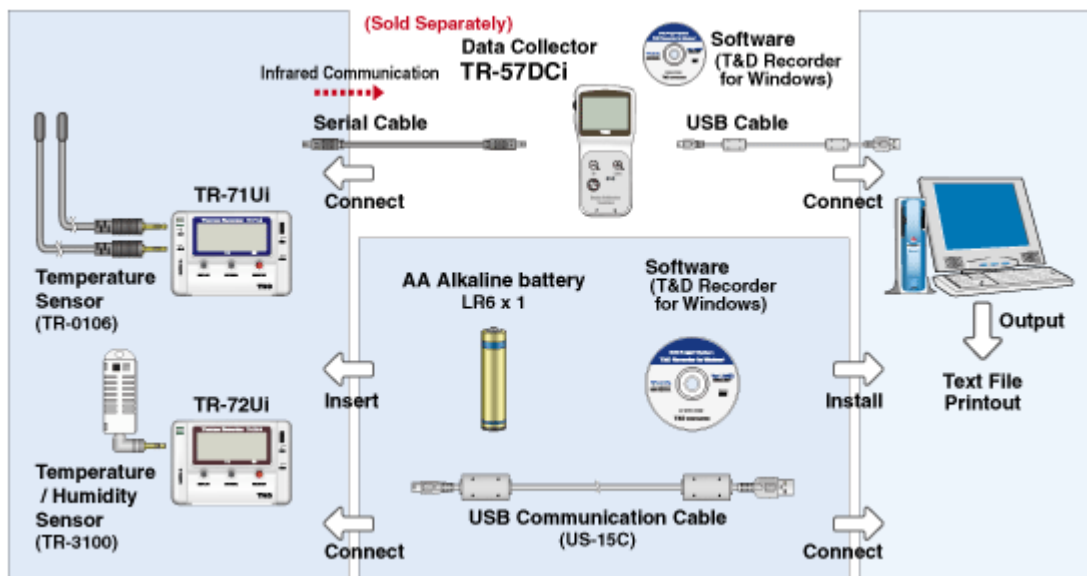 (Sold Separately)
Data Collector
TR-57DCi
Software
(T&D Recorder
for Windows)
Infrared Communication
Serial Cable
USB Cable
Connect
Connect
TR-71Ui
Temperature
Sensor
(TR-0106)
AA Alkaline battery
LR6 x 1
Software
(T&D Recorder
for Windows)
Output
Text File
Printout
Insert
Install
TR-72Ui
Temperature
/ Humidity
Sensor
(TR-3100)
USB Communication Cable
(US-15C)
Connect
Connect